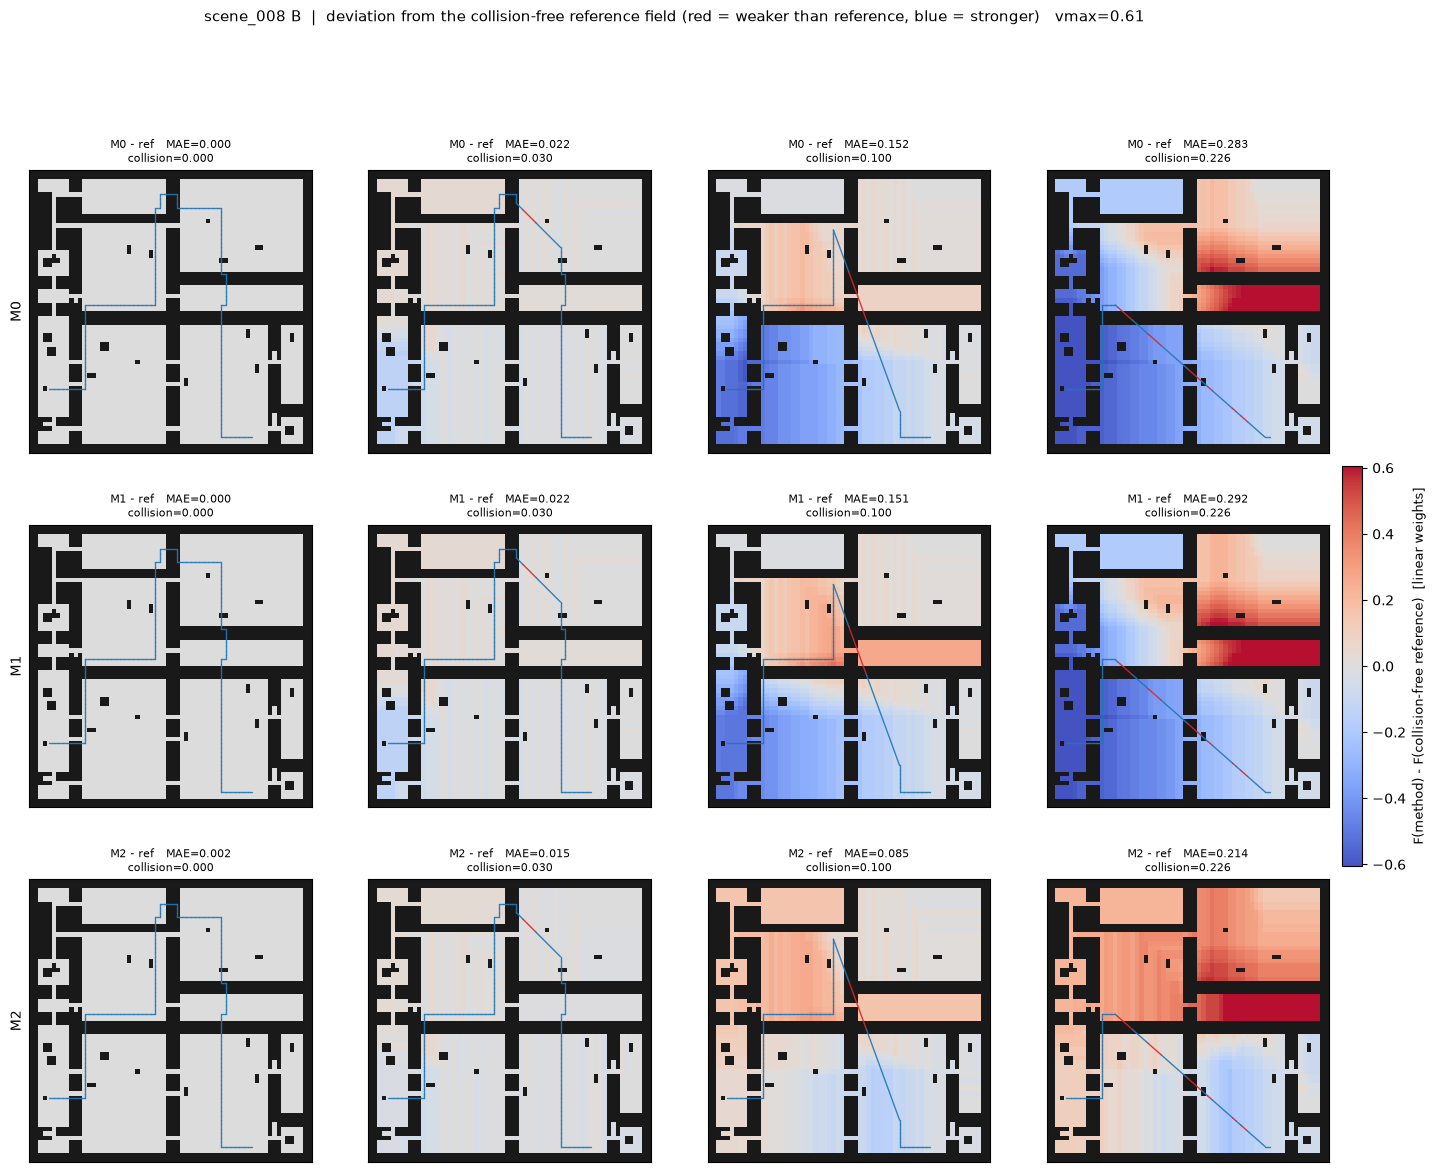 scene_008 B | deviation from the collision-free reference field (red = weaker than reference, blue = stronger) vmax=0.61
M0 - ref MAE=0.000
collision=0.000
M0 - ref MAE=0.022
collision=0.030
M0 - ref MAE=0.152
collision=0.100
M0 - ref MAE=0.283
collision=0.226
M0
M1 - ref MAE=0.000
collision=0.000
M1 - ref MAE=0.022
collision=0.030
M1 - ref MAE=0.151
collision=0.100
M1 - ref MAE=0.292
collision=0.226
M1
M2 - ref MAE=0.002
collision=0.000
M2 - ref MAE=0.015
collision=0.030
M2 - ref MAE=0.085
collision=0.100
M2 - ref MAE=0.214
collision=0.226
M2
0.6
0.4
0.2
0.0
−0.2
−0.4
−0.6
F(method) - F(collision-free reference) [linear weights]